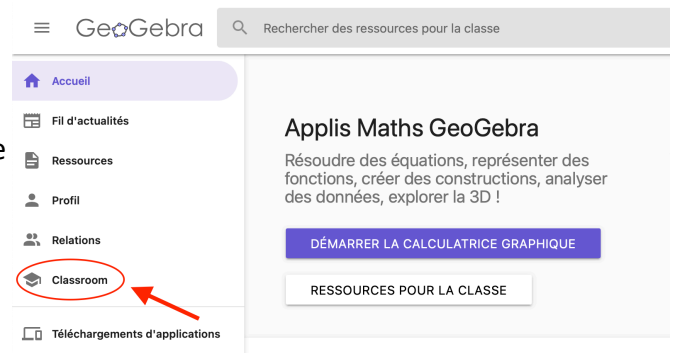 GeoGebra
Rechercher des ressources pour la classe
Accueil
Fil d'actualités
e
Ressources
Profil
Relations
Classroom
Téléchargements d'applications
Applis Maths GeoGebra
Résoudre des équations, représenter des
fonctions, créer des constructions, analyser
des données, explorer la 3D !
DÉMARRER LA CALCULATRICE GRAPHIQUE
RESSOURCES POUR LA CLASSE